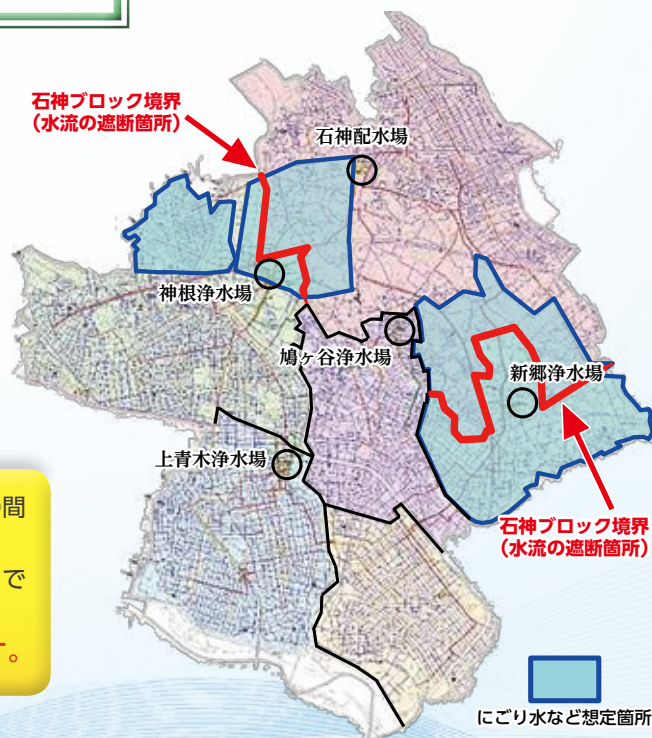 石神ブロック境界
(水流の遮断箇所)
石神配水場
神根浄水場
鳩ヶ谷浄水場
新郷浄水場
上青木浄水場
間
で
。
石神ブロック境界
(水流の遮断箇所)
にごり水など想定箇所